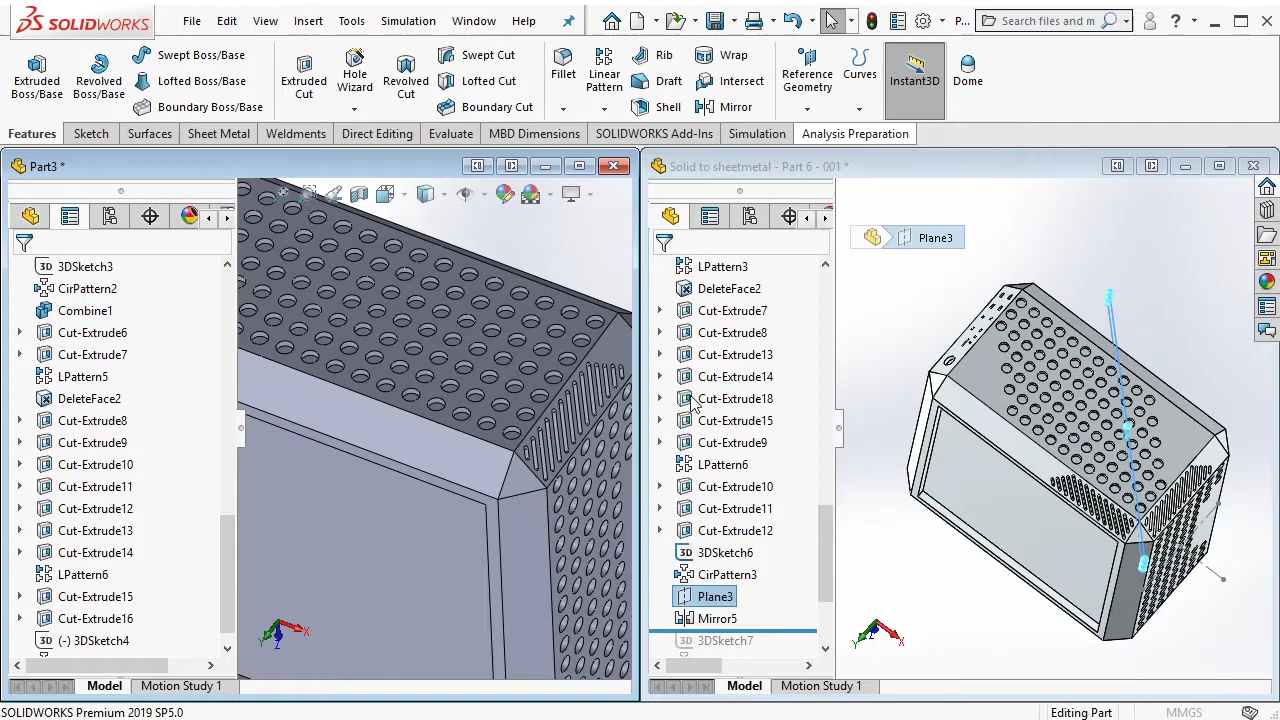 SOLIDWORKS
File Edit View Insert Tools Simulation Window Help
P... Search files and m
Extruded Boss/Base
Revolved Boss/Base
Swept Boss/Base
Lofted Boss/Base
Boundary Boss/Base
Extruded Cut
Hole Wizard
Revolved Cut
Swept Cut
Lofted Cut
Boundary Cut
Fillet
Linear Pattern
Rib
Draft
Shell
Wrap
Intersect
Mirror
Reference Geometry
Curves
Instant3D
Dome
Features Sketch Surfaces Sheet Metal Weldments Direct Editing Evaluate MBD Dimensions SOLIDWORKS Add-Ins Simulation Analysis Preparation
Part3 *
3DSketch3
CirPattern2
Combine1
Cut-Extrude6
Cut-Extrude7
LPattern5
DeleteFace2
Cut-Extrude8
Cut-Extrude9
Cut-Extrude10
Cut-Extrude11
Cut-Extrude12
Cut-Extrude13
Cut-Extrude14
LPattern6
Cut-Extrude15
Cut-Extrude16
(-) 3DSketch4
X
Y
Z
Model Motion Study 1
Solid to sheetmetal - Part 6 - 001 *
Plane3
LPattern3
DeleteFace2
Cut-Extrude7
Cut-Extrude8
Cut-Extrude13
Cut-Extrude14
Cut-Extrude18
Cut-Extrude15
Cut-Extrude9
LPattern6
Cut-Extrude10
Cut-Extrude11
Cut-Extrude12
3DSketch6
CirPattern3
Plane3
Mirror5
3DSketch7
X
Y
Z
Model Motion Study 1
SOLIDWORKS Premium 2019 SP5.0 Editing Part MMGS